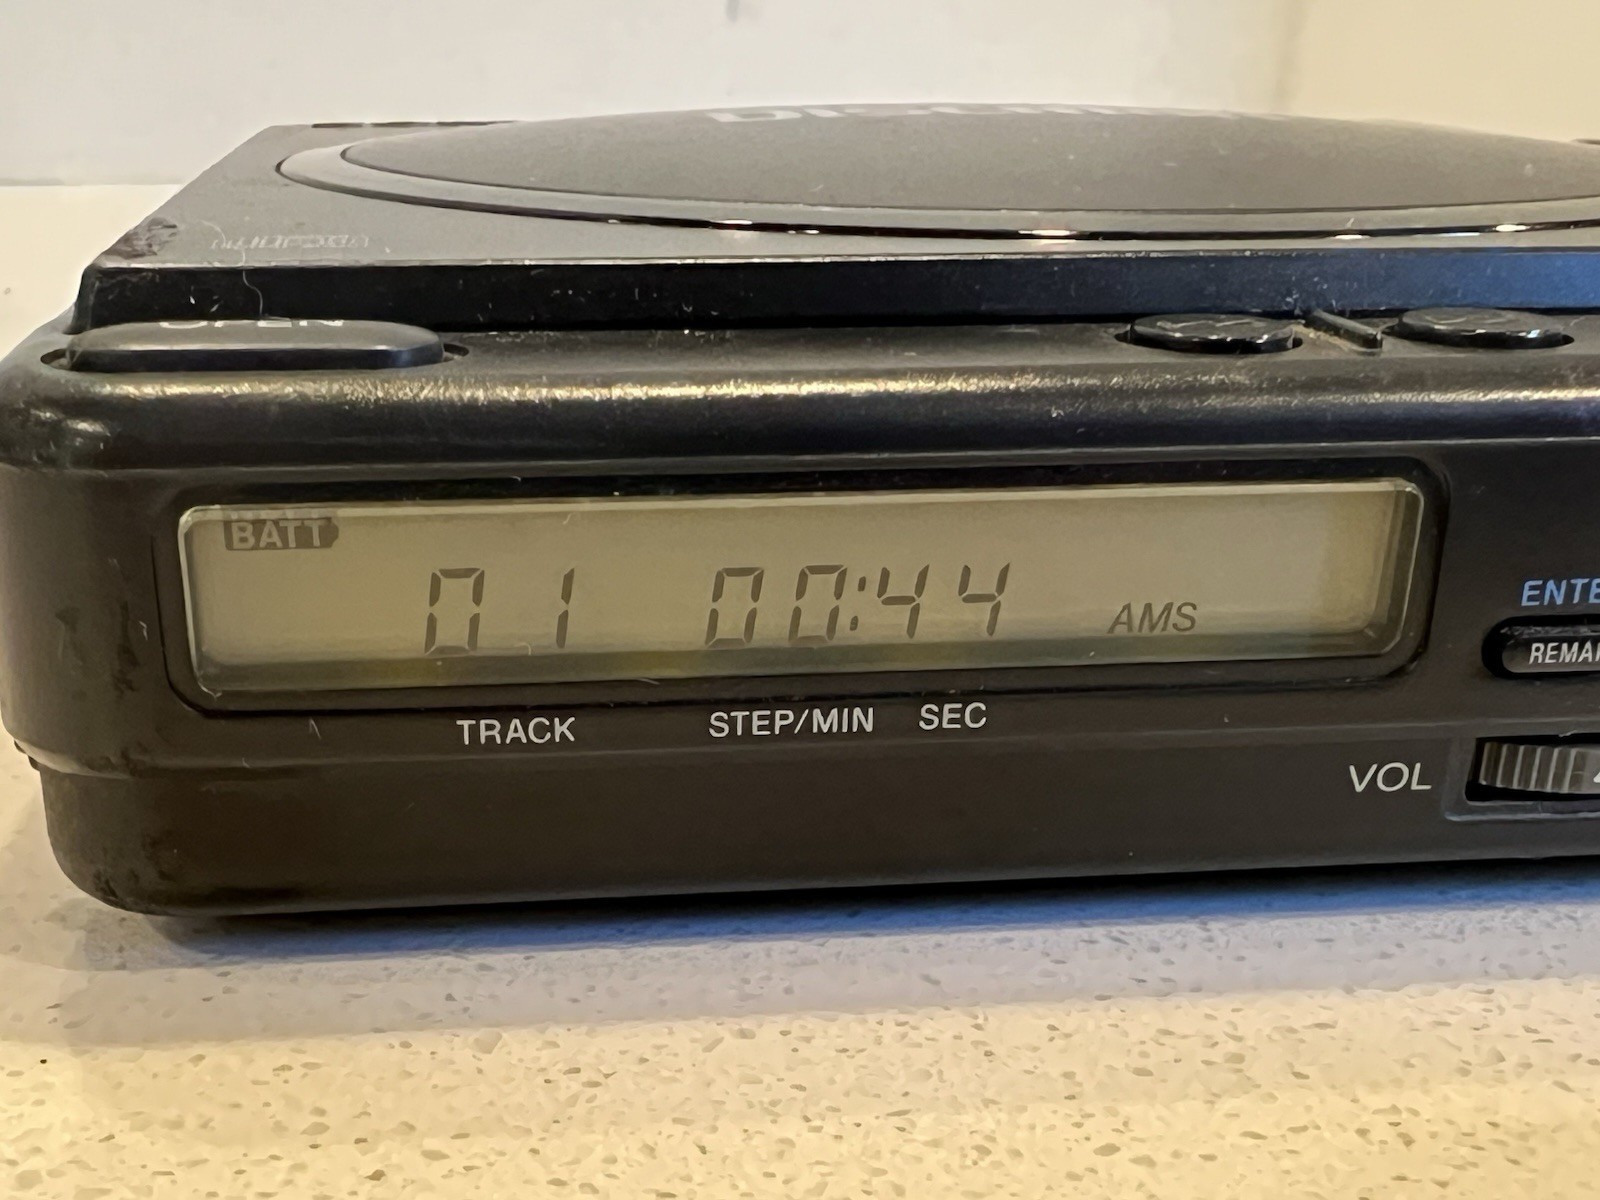 OPEN
BATT
01 00:44 AMS
TRACK STEP/MIN SEC
VOL